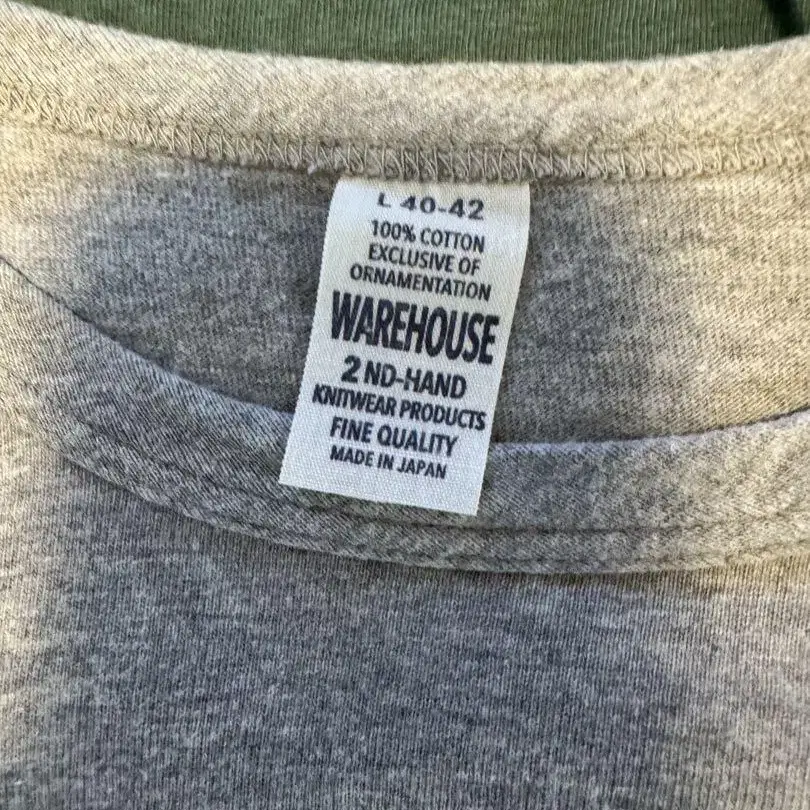 L 40-42
100% COTTON
EXCLUSIVE OF
ORNAMENTATION
WAREHOUSE
2 ND-HAND
KNITWEAR PRODUCTS
FINE QUALITY
MADE IN JAPAN